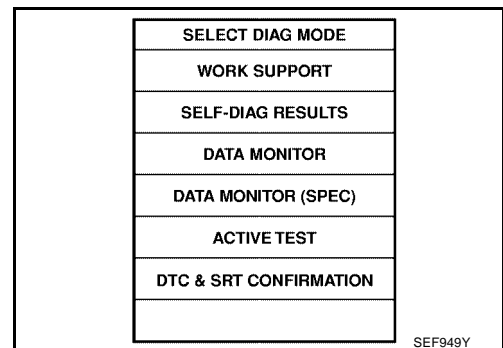 SELECT DIAG MODE
WORK SUPPORT
SELF-DIAG RESULTS
DATA MONITOR
DATA MONITOR (SPEC)
ACTIVE TEST
DTC & SRT CONFIRMATION
SEF949Y